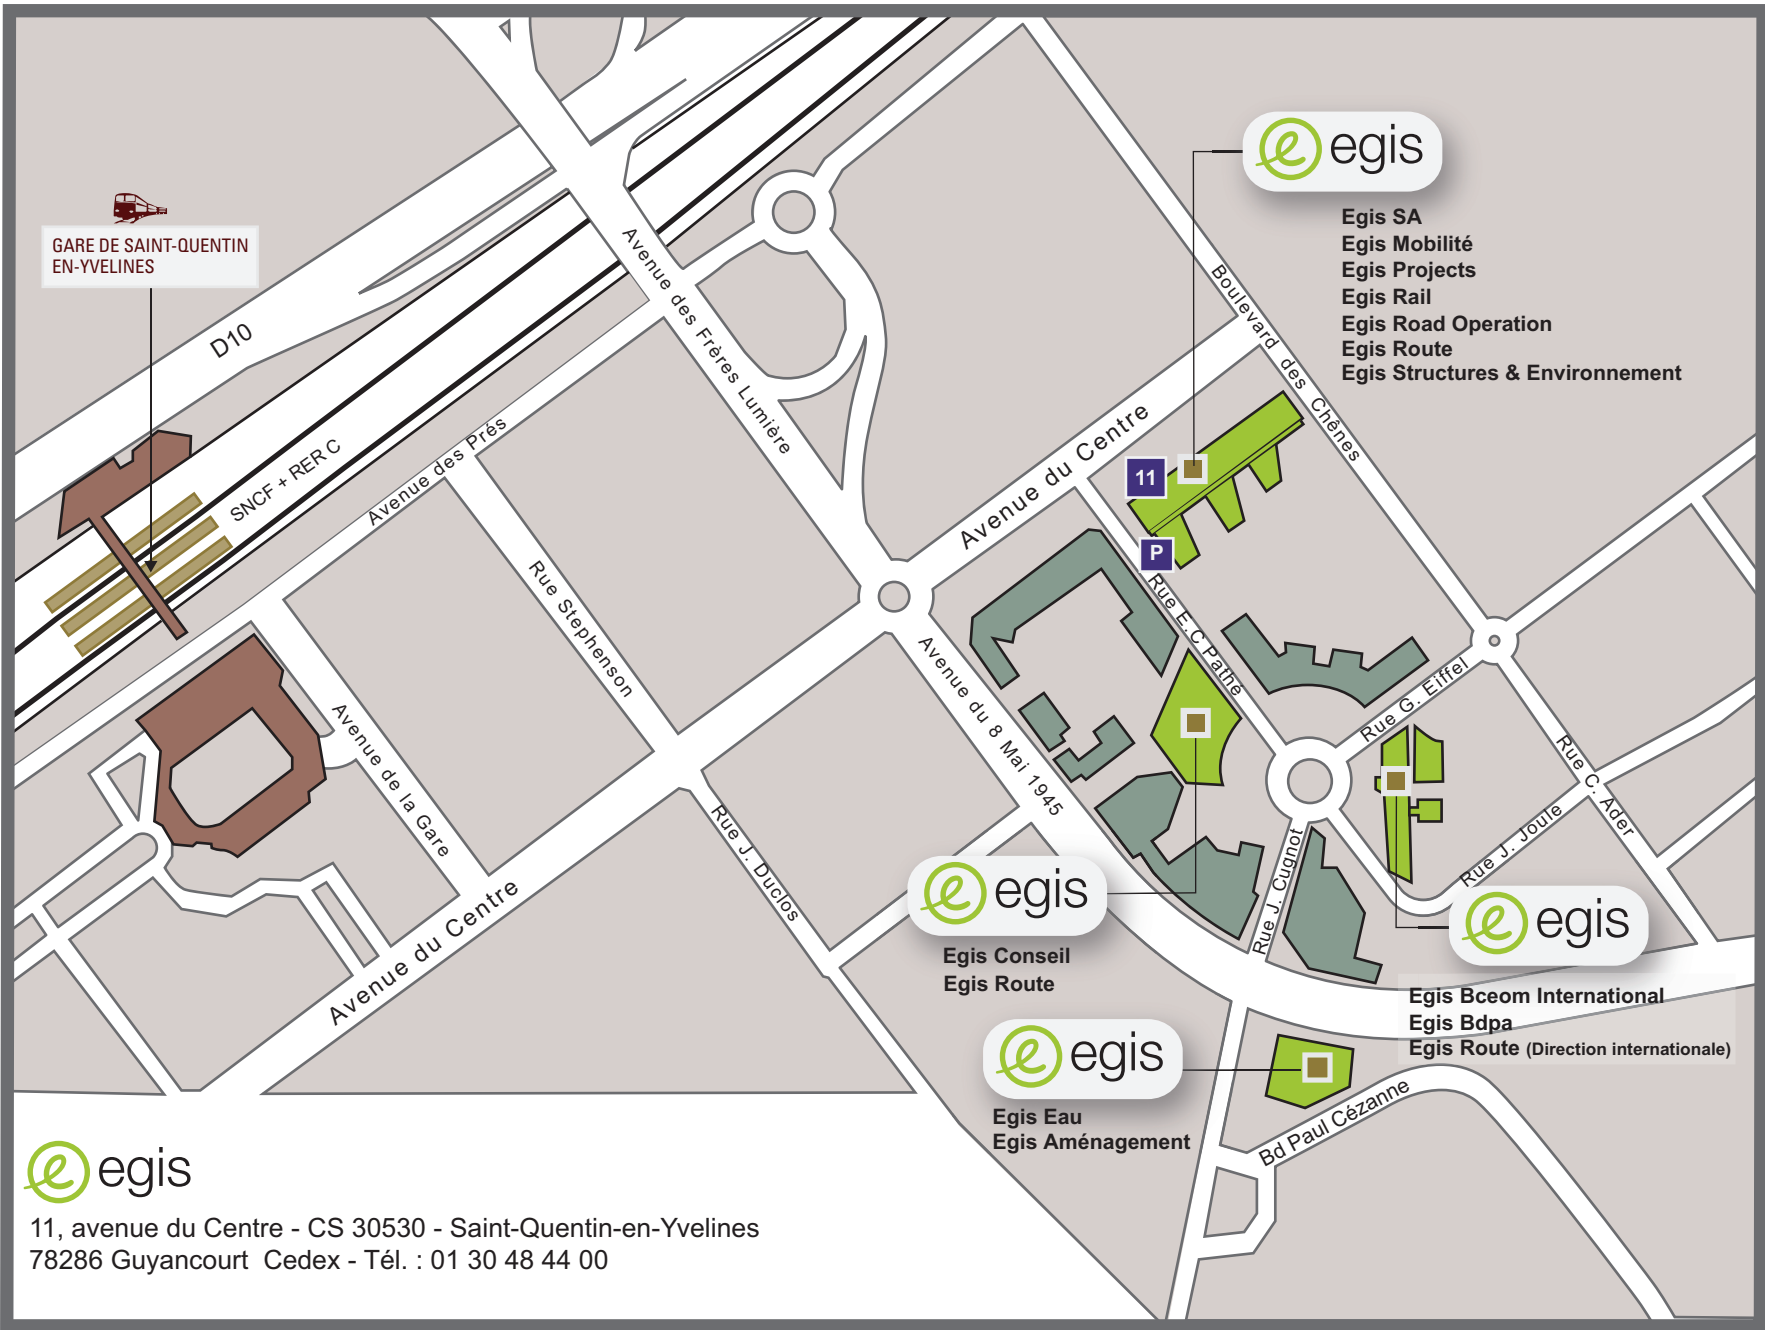 egis
Egis SA
Egis Mobilité
Egis Projects
Egis Rail
Egis Road Operation
Egis Route
Egis Structures & Environnement
GARE DE SAINT-QUENTIN
EN-YVELINES
D10
SNCF + RER C
Avenue des Prés
Avenue des Frères Lumière
Boulevard des Chênes
Avenue du Centre
11
P
Rue Stephenson
Rue E.C Pathé
Avenue du 8 Mai 1945
Rue G. Eiffel
Avenue de la Gare
Rue C. Ader
Rue J. Duclos
Rue J. Joule
Rue J. Cugnot
Avenue du Centre
egis
Egis Conseil
Egis Route
egis
Egis Bceom International
Egis Bdpa
Egis Route (Direction internationale)
egis
Egis Eau
Egis Aménagement
Bd Paul Cézanne
egis
11, avenue du Centre - CS 30530 - Saint-Quentin-en-Yvelines
78286 Guyancourt Cedex - Tél. : 01 30 48 44 00